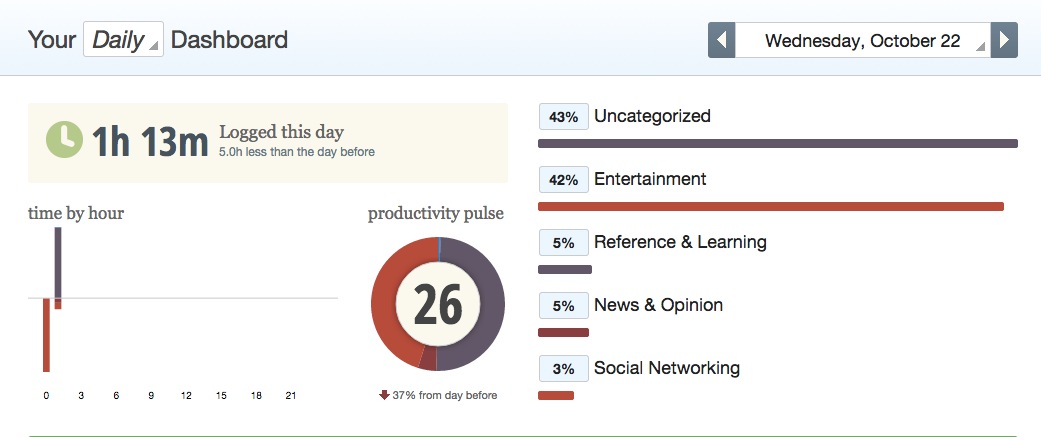 Your Daily Dashboard
Wednesday, October 22
1h 13m
Logged this day
5.0h less than the day before
time by hour
0 3 6 9 12 15 18 21
productivity pulse
26
37% from day before
43% Uncategorized
42% Entertainment
5% Reference & Learning
5% News & Opinion
3% Social Networking